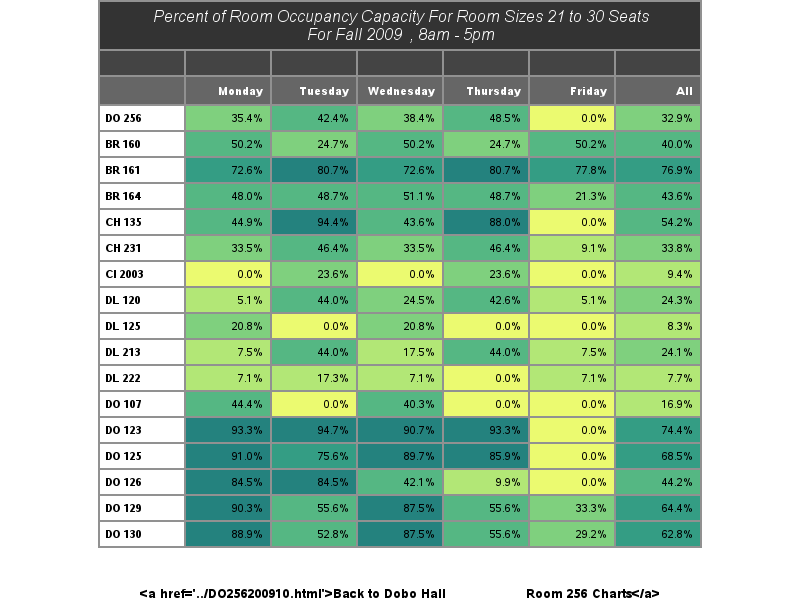 Percent of Room Occupancy Capacity For Room Sizes 21 to 30 Seats
For Fall 2009 , 8am - 5pm
Monday Tuesday Wednesday Thursday Friday All
DO 256 35.4% 42.4% 38.4% 48.5% 0.0% 32.9%
BR 160 50.2% 24.7% 50.2% 24.7% 50.2% 40.0%
BR 161 72.6% 80.7% 72.6% 80.7% 77.8% 76.9%
BR 164 48.0% 48.7% 51.1% 48.7% 21.3% 43.6%
CH 135 44.9% 94.4% 43.6% 88.0% 0.0% 54.2%
CH 231 33.5% 46.4% 33.5% 46.4% 9.1% 33.8%
CI 2003 0.0% 23.6% 0.0% 23.6% 0.0% 9.4%
DL 120 5.1% 44.0% 24.5% 42.6% 5.1% 24.3%
DL 125 20.8% 0.0% 20.8% 0.0% 0.0% 8.3%
DL 213 7.5% 44.0% 17.5% 44.0% 7.5% 24.1%
DL 222 7.1% 17.3% 7.1% 0.0% 7.1% 7.7%
DO 107 44.4% 0.0% 40.3% 0.0% 0.0% 16.9%
DO 123 93.3% 94.7% 90.7% 93.3% 0.0% 74.4%
DO 125 91.0% 75.6% 89.7% 85.9% 0.0% 68.5%
DO 126 84.5% 84.5% 42.1% 9.9% 0.0% 44.2%
DO 129 90.3% 55.6% 87.5% 55.6% 33.3% 64.4%
DO 130 88.9% 52.8% 87.5% 55.6% 29.2% 62.8%
<a href='../DO256200910.html'>Back to Dobo Hall Room 256 Charts</a>